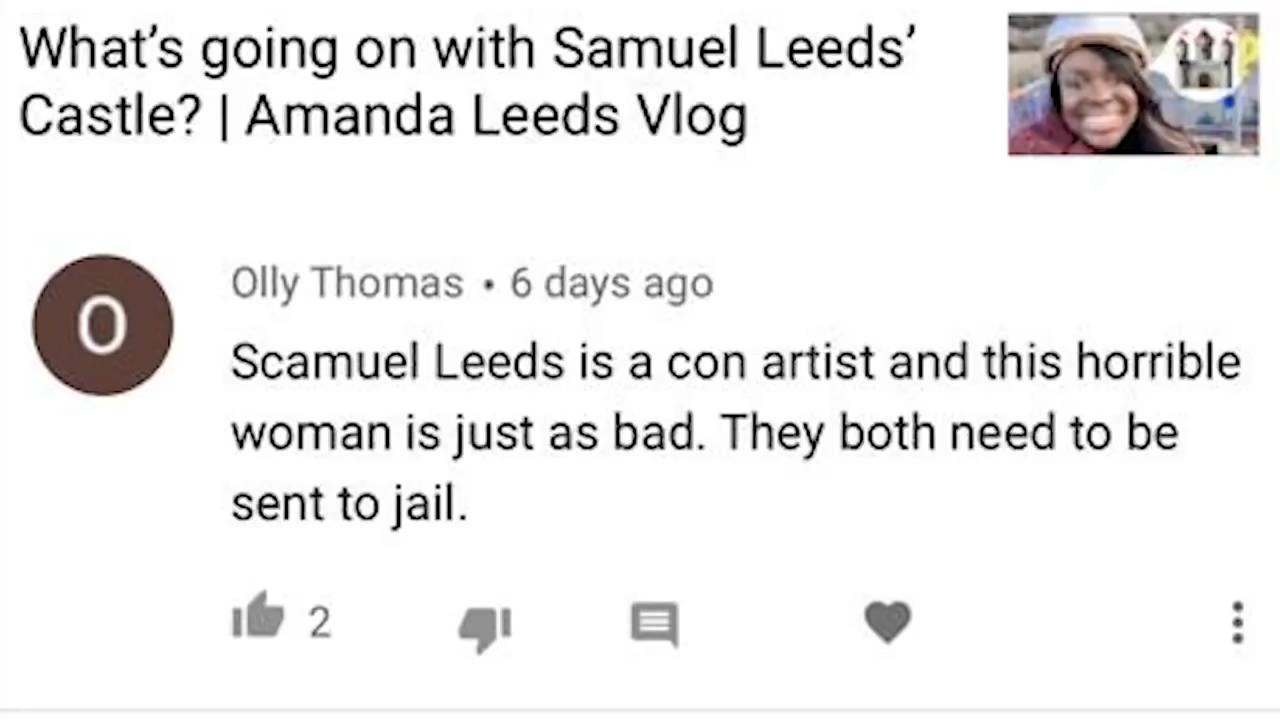 What's going on with Samuel Leeds'
Castle? | Amanda Leeds Vlog
O
Olly Thomas • 6 days ago
Scamuel Leeds is a con artist and this horrible
woman is just as bad. They both need to be
sent to jail.
2